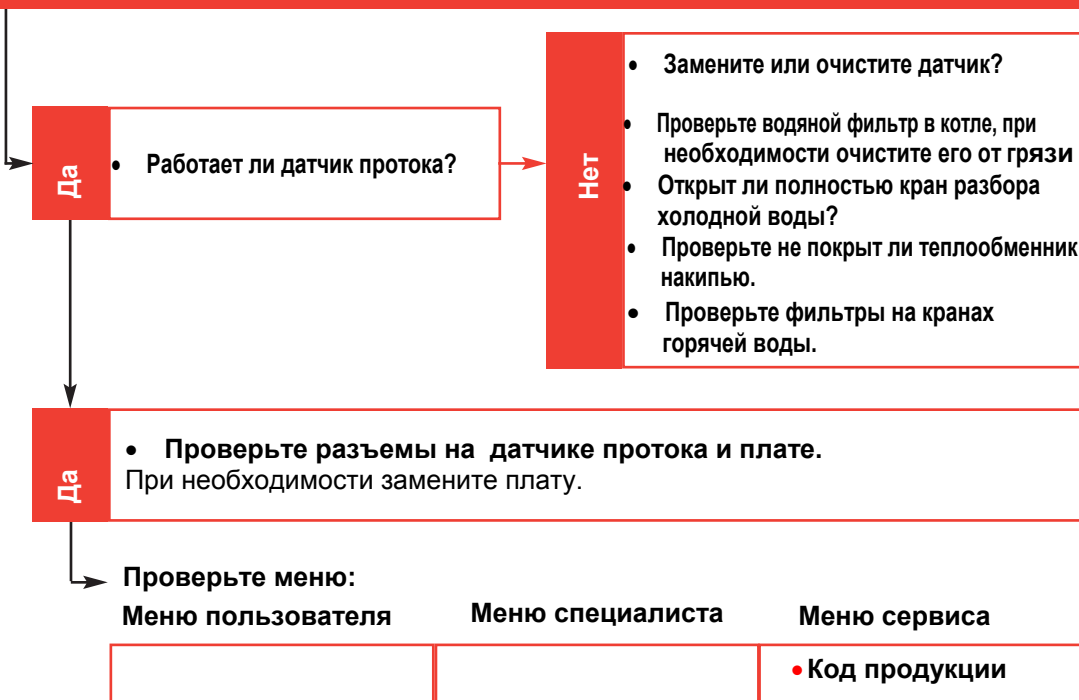 Да
• Работает ли датчик протока?
Нет
• Замените или очистите датчик?
• Проверьте водяной фильтр в котле, при
необходимости очистите его от грязи
• Открыт ли полностью кран разбора
холодной воды?
• Проверьте не покрыт ли теплообменник
накипью.
• Проверьте фильтры на кранах
горячей воды.
Да
• Проверьте разъемы на датчике протока и плате.
При необходимости замените плату.
Проверьте меню:
Меню пользователя Меню специалиста Меню сервиса
• Код продукции